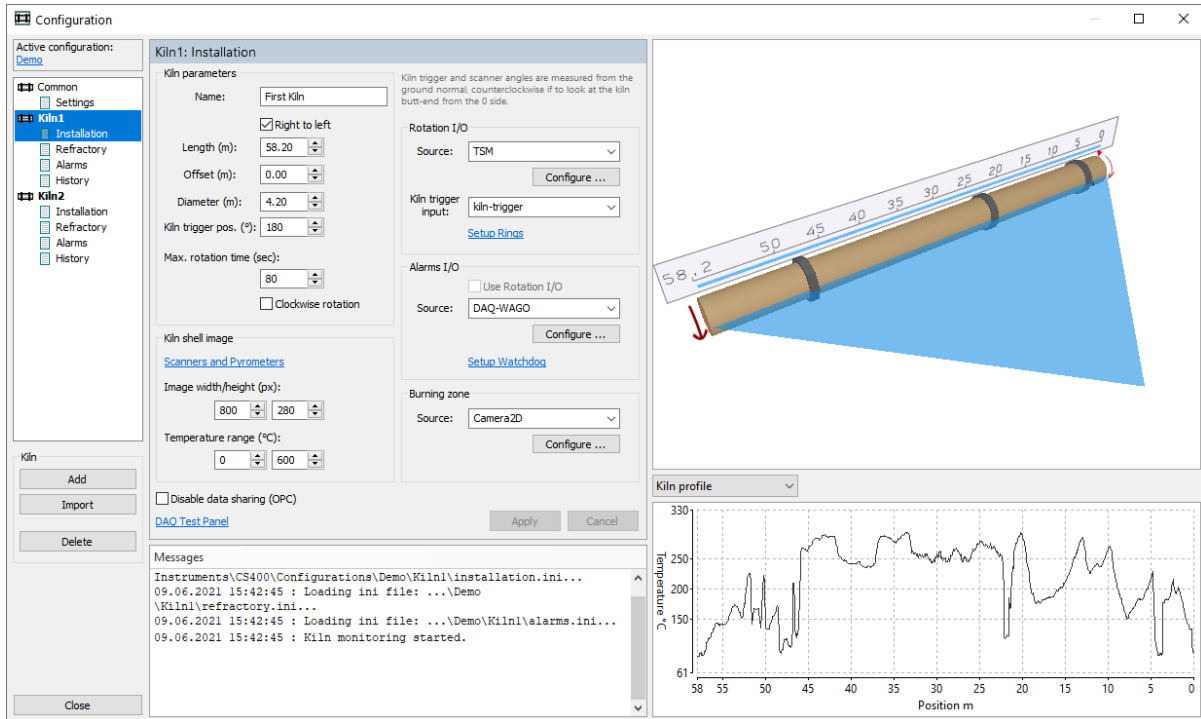 Configuration
Active configuration:
Demo
Common
Settings
Kiln1
Installation
Refractory
Alarms
History
Kiln2
Installation
Refractory
Alarms
History
Kiln
Add
Import
Delete
Close
Kiln1: Installation
Kiln parameters
Name: First Kiln
Right to left
Length (m): 58.20
Offset (m): 0.00
Diameter (m): 4.20
Kiln trigger pos. (°): 180
Max. rotation time (sec):
80
Clockwise rotation
Kiln shell image
Scanners and Pyrometers
Image width/height (px):
800 280
Temperature range (°C):
0 600
Disable data sharing (OPC)
DAQ Test Panel
Kiln trigger and scanner angles are measured from the
ground normal, counterclockwise if to look at the kiln
butt-end from the 0 side.
Rotation I/O
Source: TSM
Configure ...
Kiln trigger
input: kiln-trigger
Setup Rings
Alarms I/O
Use Rotation I/O
Source: DAQ-WAGO
Configure ...
Setup Watchdog
Burning zone
Source: Camera2D
Configure ...
Apply Cancel
Messages
Instruments\CS400\Configurations\Demo\Kiln1\installation.ini...
09.06.2021 15:42:45 : Loading ini file: ...\Demo
\Kiln1\refractory.ini...
09.06.2021 15:42:45 : Loading ini file: ...\Demo\Kiln1\alarms.ini...
09.06.2021 15:42:45 : Kiln monitoring started.
58.2 50 45 40 35 30 25 20 15 10 5 0
Kiln profile
330
250
200
150
61
Temperature °C
58 55 50 45 40 35 30 25 20 15 10 5 0
Position m